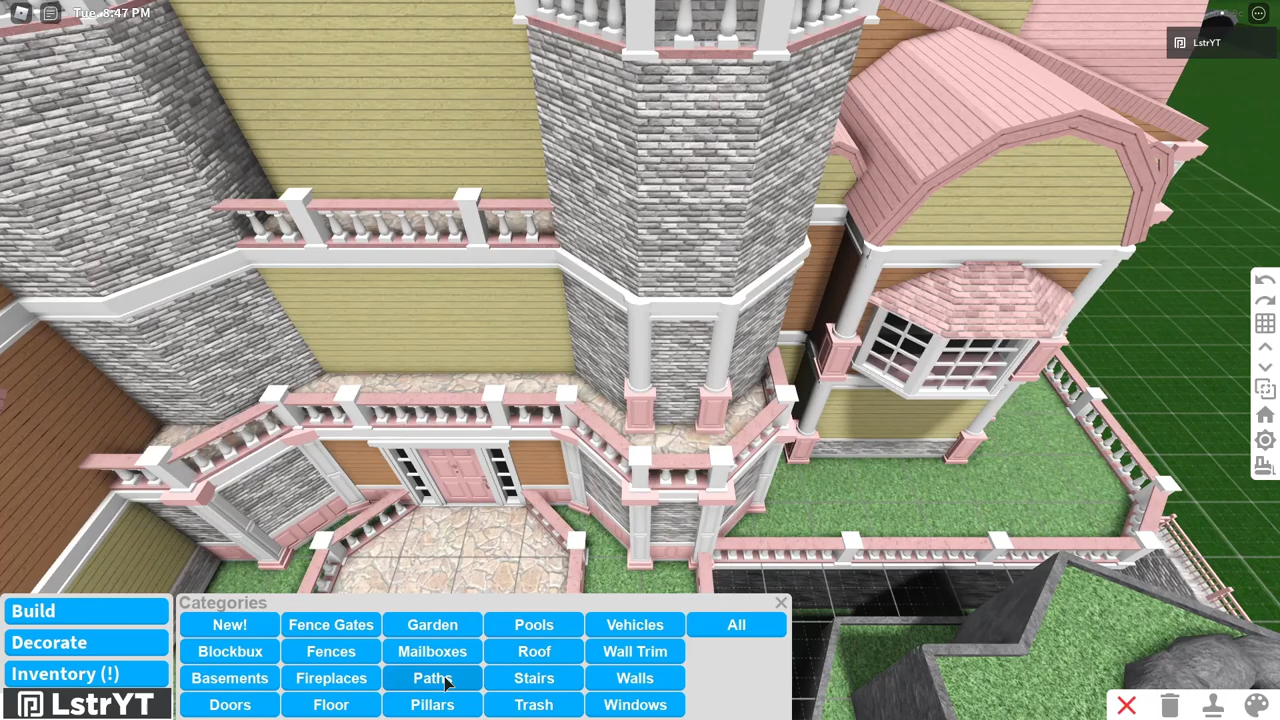 Tue. 8:47 PM
LstrYT
Build
Decorate
Inventory (!)
LstrYT
Categories
New! Fence Gates Garden Pools Vehicles All
Blockbux Fences Mailboxes Roof Wall Trim
Basements Fireplaces Paths Stairs Walls
Doors Floor Pillars Trash Windows